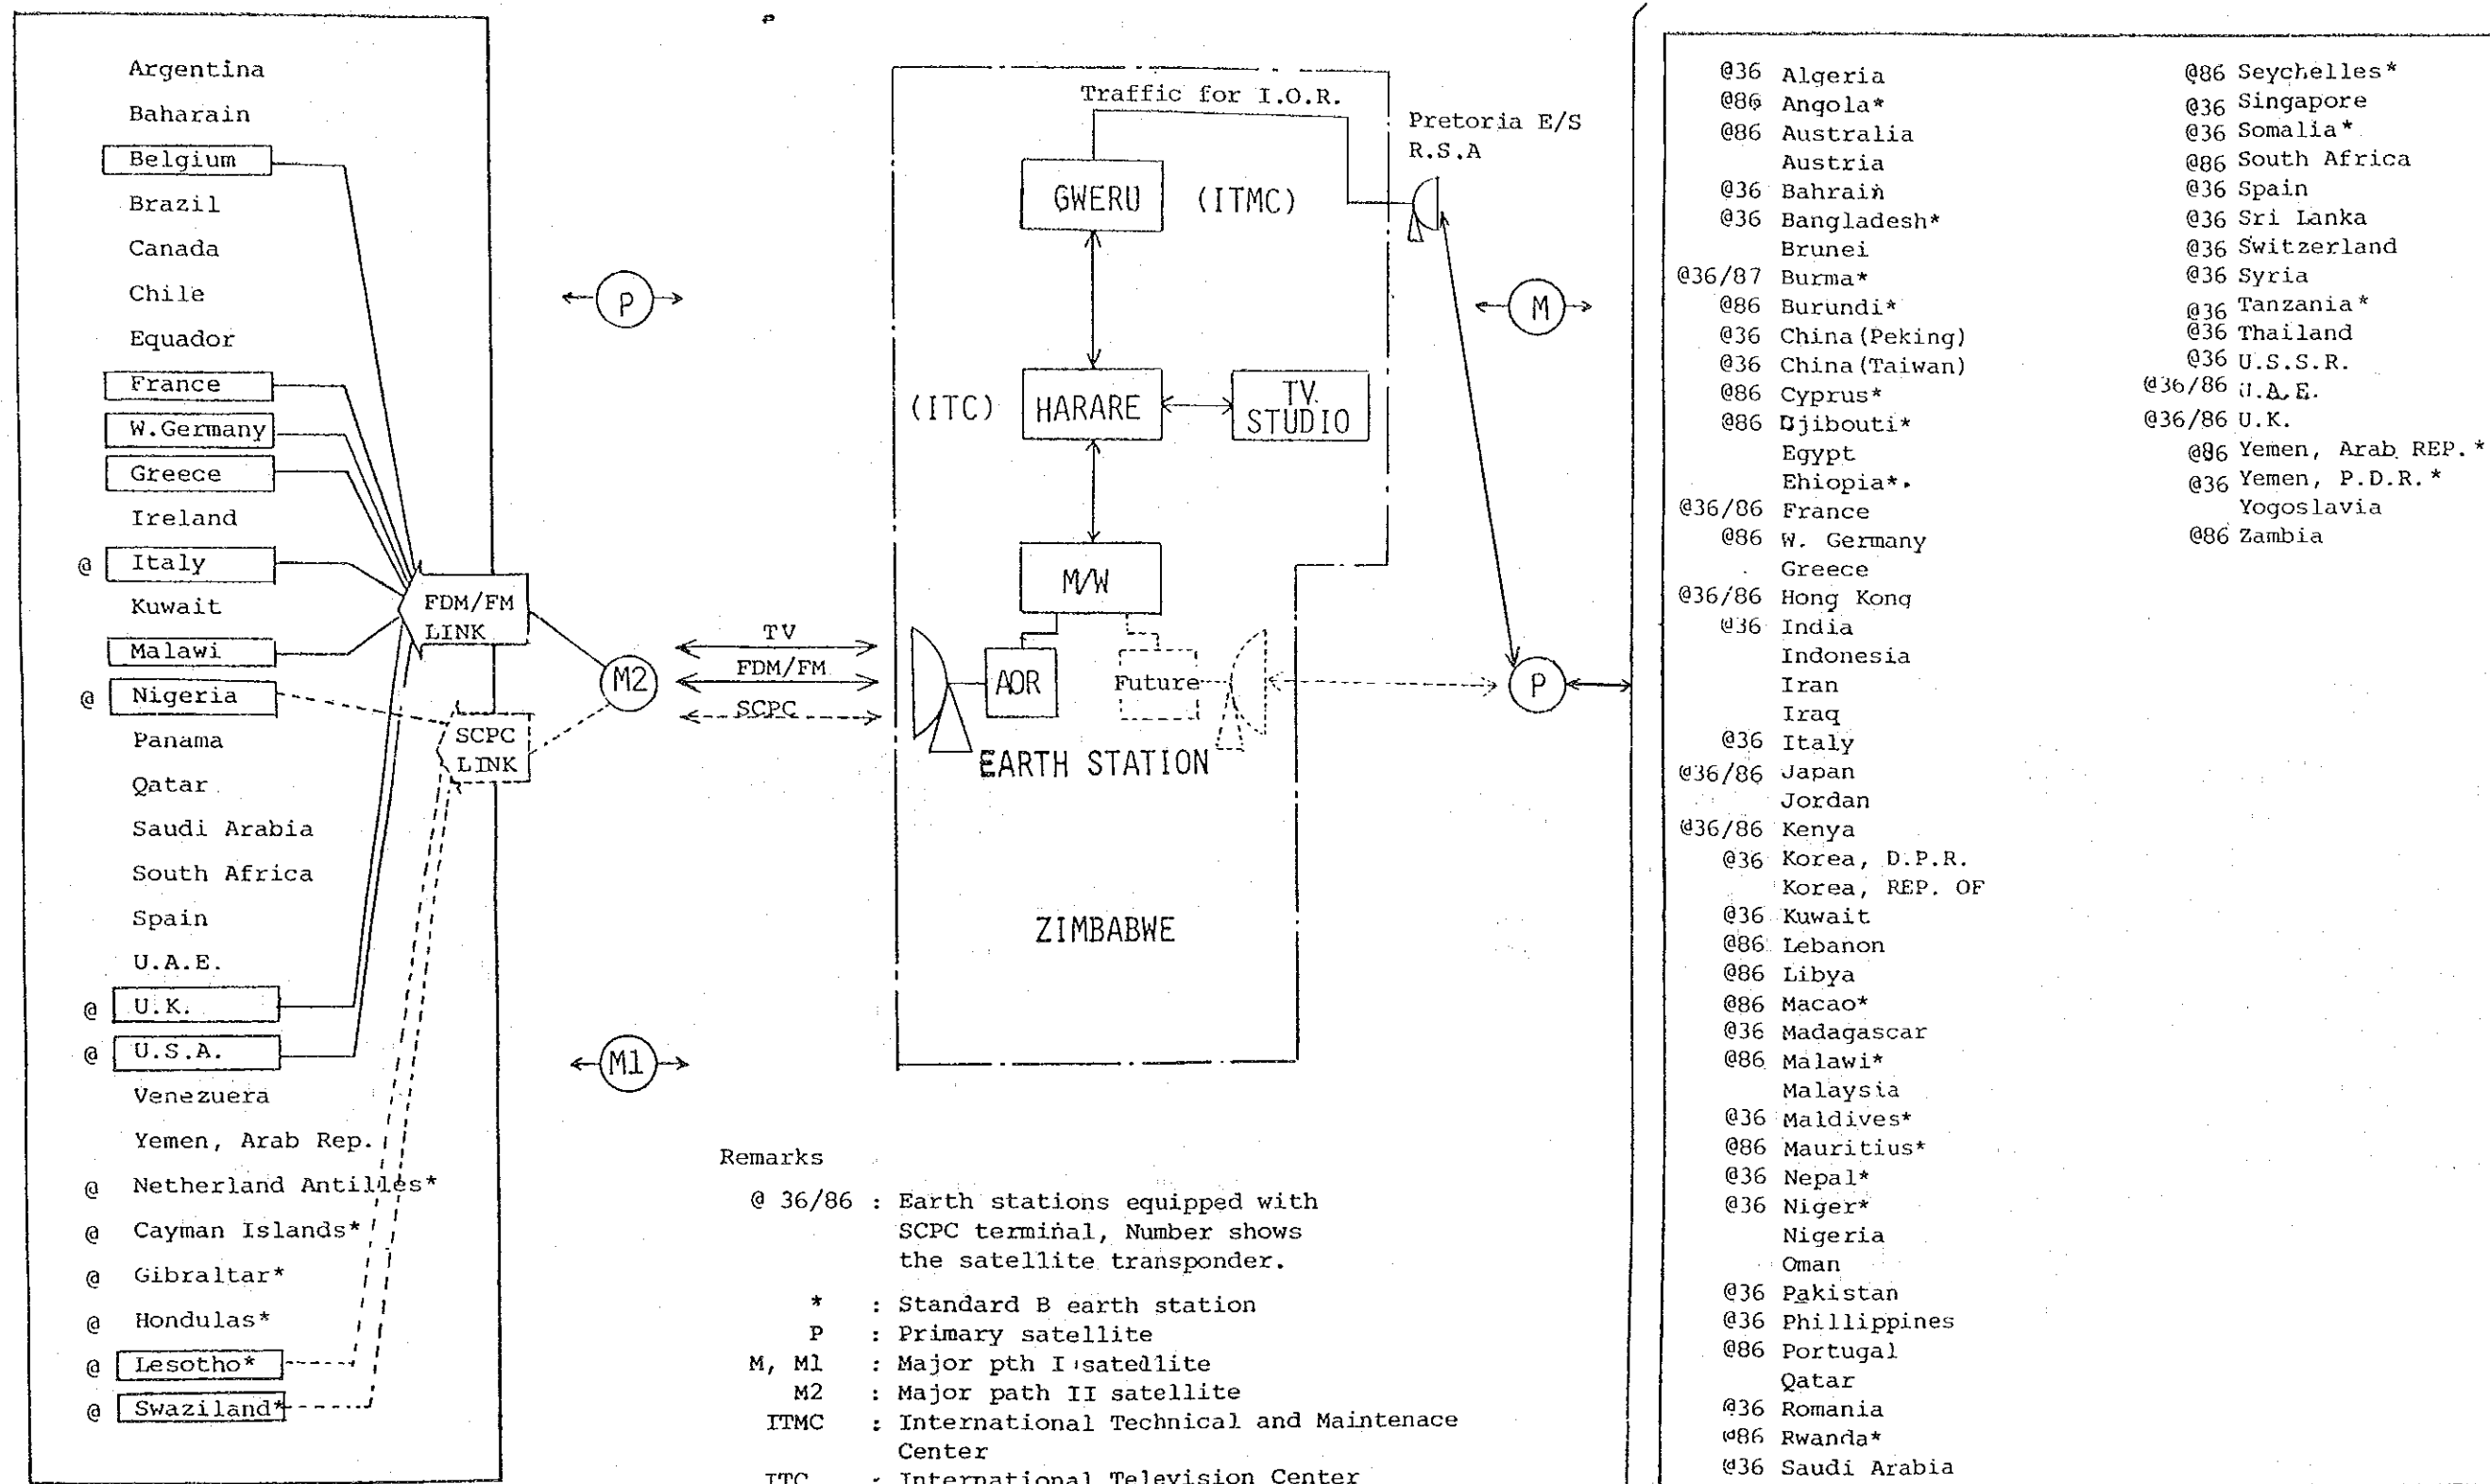 Argentina
Baharain
Belgium
Brazil
Canada
Chile
Equador
France
W.Germany
Greece
Ireland
@ Italy
Kuwait
Malawi
@ Nigeria
Panama
Qatar
Saudi Arabia
South Africa
Spain
U.A.E.
@ U.K.
@ U.S.A.
Venezuera
Yemen, Arab Rep.
@ Netherland Antilles*
@ Cayman Islands*
@ Gibraltar*
@ Hondulas*
@ Lesotho*
@ Swaziland*
FDM/FM
LINK
SCPC
LINK
P
M2
M1
TV
FDM/FM
SCPC
Traffic for I.O.R.
GWERU (ITMC)
(ITC) HARARE
TV.
STUDIO
M/W
AOR
Future
EARTH STATION
ZIMBABWE
Pretoria E/S
R.S.A
M
P
Remarks
@ 36/86 : Earth stations equipped with
SCPC terminal, Number shows
the satellite transponder.
* : Standard B earth station
P : Primary satellite
M, M1 : Major pth I satellite
M2 : Major path II satellite
ITMC : International Technical and Maintenace
Center
ITC : International Television Center
@36 Algeria
@86 Angola*
@86 Australia
Austria
@36 Bahrain
@36 Bangladesh*
Brunei
@36/87 Burma*
@86 Burundi*
@36 China(Peking)
@36 China(Taiwan)
@86 Cyprus*
@86 Djibouti*
Egypt
Ehiopia*
@36/86 France
@86 W. Germany
Greece
@36/86 Hong Kong
@36 India
Indonesia
Iran
Iraq
@36 Italy
@36/86 Japan
Jordan
@36/86 Kenya
@36 Korea, D.P.R.
Korea, REP. OF
@36 Kuwait
@86 Lebanon
@86 Libya
@86 Macao*
@36 Madagascar
@86 Malawi*
Malaysia
@36 Maldives*
@86 Mauritius*
@36 Nepal*
@36 Niger*
Nigeria
Oman
@36 Pakistan
@36 Phillippines
@86 Portugal
Qatar
@36 Romania
@86 Rwanda*
@36 Saudi Arabia
@86 Seychelles*
@36 Singapore
@36 Somalia*
@86 South Africa
@36 Spain
@36 Sri Lanka
@36 Switzerland
@36 Syria
@36 Tanzania*
@36 Thailand
@36 U.S.S.R.
@36/86 U.A.E.
@36/86 U.K.
@86 Yemen, Arab REP.*
@36 Yemen, P.D.R.*
Yogoslavia
@86 Zambia